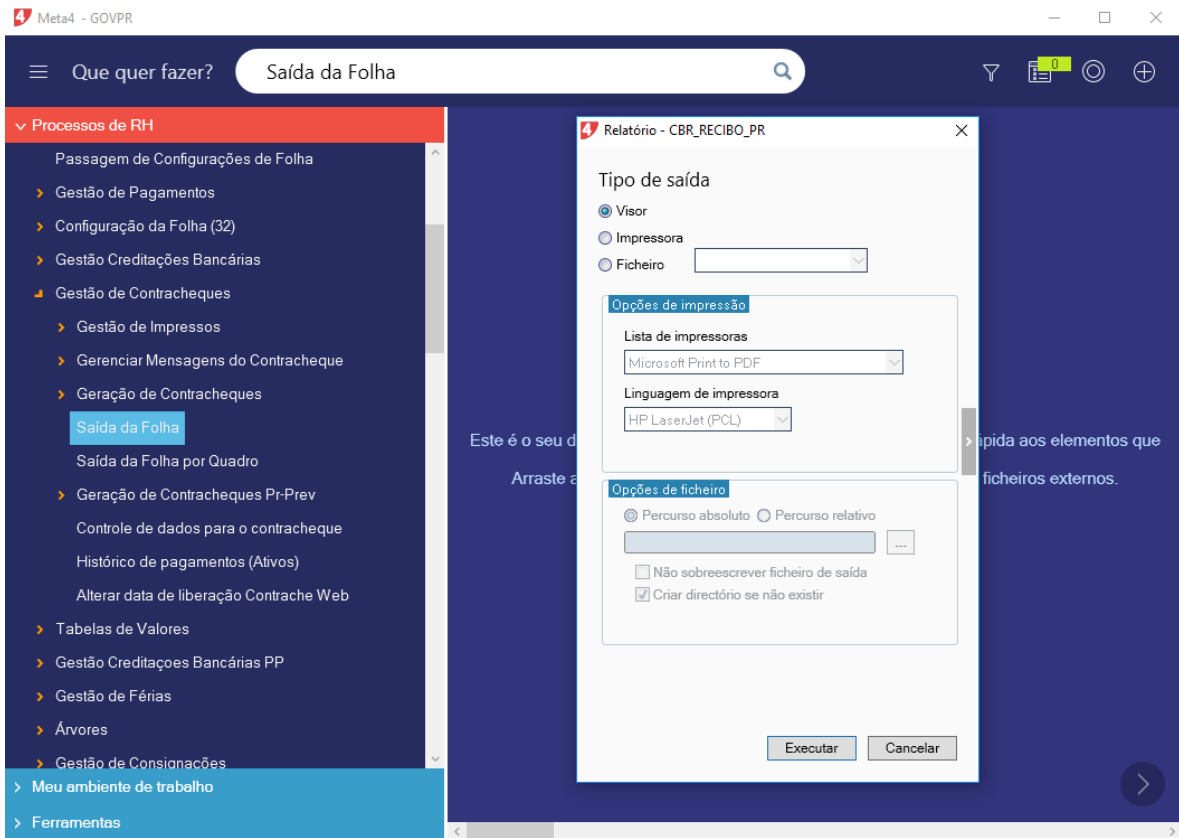 Meta4 - GOVPR
Que quer fazer?
Saída da Folha
0
Processos de RH
Passagem de Configurações de Folha
Gestão de Pagamentos
Configuração da Folha (32)
Gestão Creditações Bancárias
Gestão de Contracheques
Gestão de Impressos
Gerenciar Mensagens do Contracheque
Geração de Contracheques
Saída da Folha
Saída da Folha por Quadro
Geração de Contracheques Pr-Prev
Controle de dados para o contracheque
Histórico de pagamentos (Ativos)
Alterar data de liberação Contrache Web
Tabelas de Valores
Gestão Creditaçoes Bancárias PP
Gestão de Férias
Árvores
Gestão de Consignações
Meu ambiente de trabalho
Ferramentas
Este é o seu
ápida aos elementos que
Arraste
ficheiros externos.
4 Relatório - CBR_RECIBO_PR
Tipo de saída
Visor
Impressora
Ficheiro
Opções de impressão
Lista de impressoras
Microsoft Print to PDF
Linguagem de impressora
HP LaserJet (PCL)
Opções de ficheiro
Percurso absoluto Percurso relativo
...
Não sobreescrever ficheiro de saída
Criar directório se não existir
Executar Cancelar